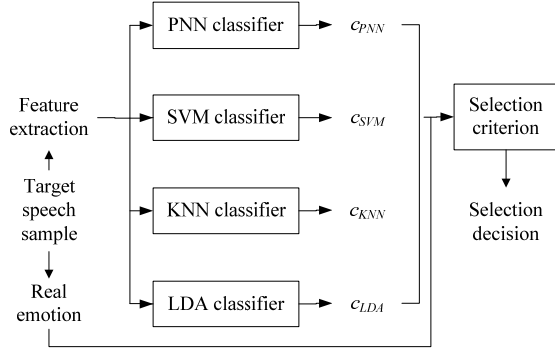 PNN classifier
c_PNN
Feature
extraction
SVM classifier
c_SVM
Selection
criterion
Target
speech
sample
KNN classifier
c_KNN
Selection
decision
Real
emotion
LDA classifier
c_LDA